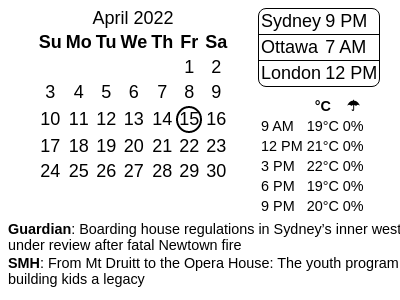 April 2022
Su Mo Tu We Th Fr Sa
1 2
3 4 5 6 7 8 9
10 11 12 13 14 15 16
17 18 19 20 21 22 23
24 25 26 27 28 29 30
Sydney 9 PM
Ottawa 7 AM
London 12 PM
°C ☂
9 AM 19°C 0%
12 PM 21°C 0%
3 PM 22°C 0%
6 PM 19°C 0%
9 PM 20°C 0%
Guardian: Boarding house regulations in Sydney’s inner west
under review after fatal Newtown fire
SMH: From Mt Druitt to the Opera House: The youth program
building kids a legacy